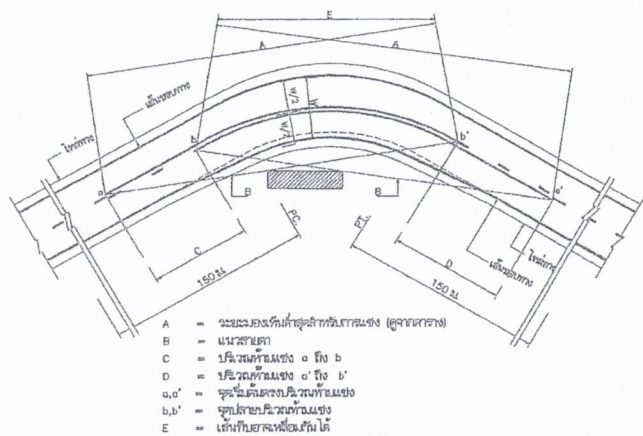 E
A
A
เส้นขอบทาง
ไหล่ทาง
W/2
W
W/2
b
b'
a
a'
B
B
P.C.
P.T.
C
D
150 ม.
150 ม.
ไหล่ทาง
เส้นขอบทาง
A = ระยะมองเห็นต่ำสุดสำหรับการแซง (ดูจากตาราง)
B = แนวสายตา
C = บริเวณห้ามแซง a ถึง b
D = บริเวณห้ามแซง a' ถึง b'
a,a' = จุดเริ่มต้นตรงบริเวณห้ามแซง
b,b' = จุดปลายบริเวณห้ามแซง
E = เส้นทึบอาจเหลื่อมกันได้